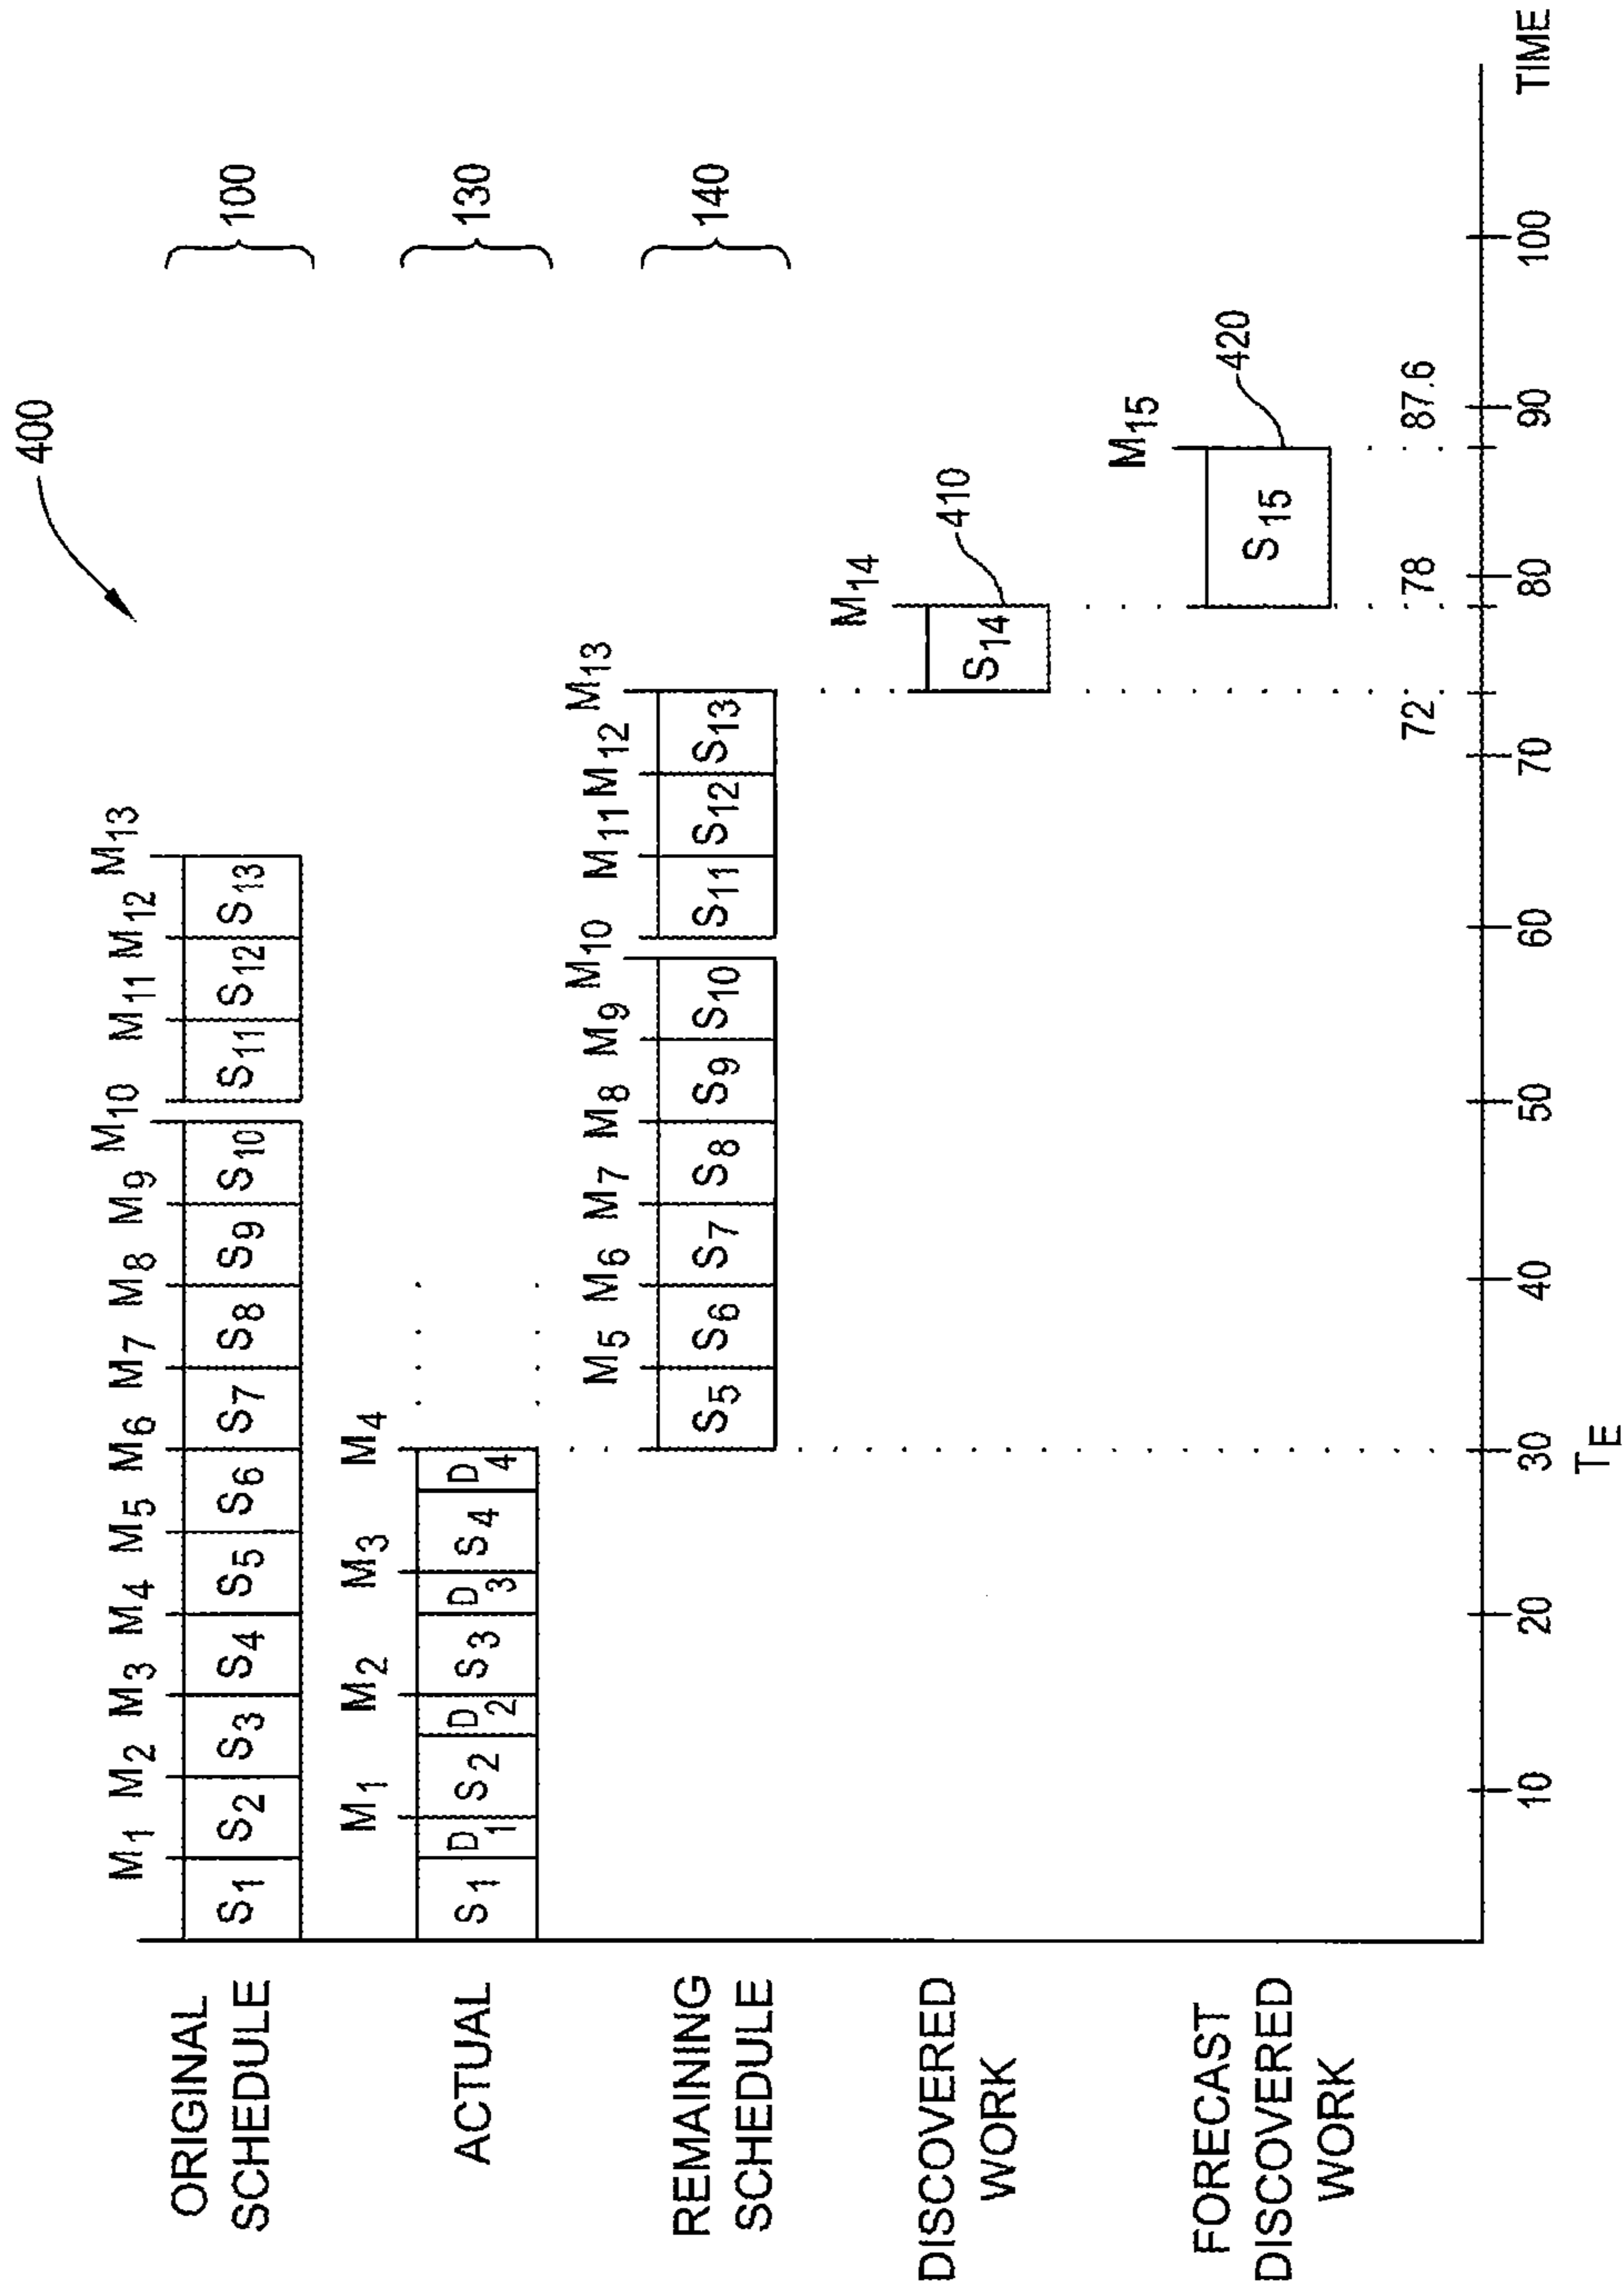 400
ORIGINAL
SCHEDULE
M1 M2 M3 M4 M5 M6 M7 M8 M9 M10 M11 M12 M13
S1 S2 S3 S4 S5 S6 S7 S8 S9 S10 S11 S12 S13
100
ACTUAL
M1 M2 M3 M4
S1 D1 S2 D2 S3 D3 S4 D4
130
REMAINING
SCHEDULE
M5 M6 M7 M8 M9 M10 M11 M12 M13
S5 S6 S7 S8 S9 S10 S11 S12 S13
140
DISCOVERED
WORK
M14
S14
410
FORECAST
DISCOVERED
WORK
M15
S15
420
72 78 87.6
10 20 30 40 50 60 70 80 90 100 TIME
TE